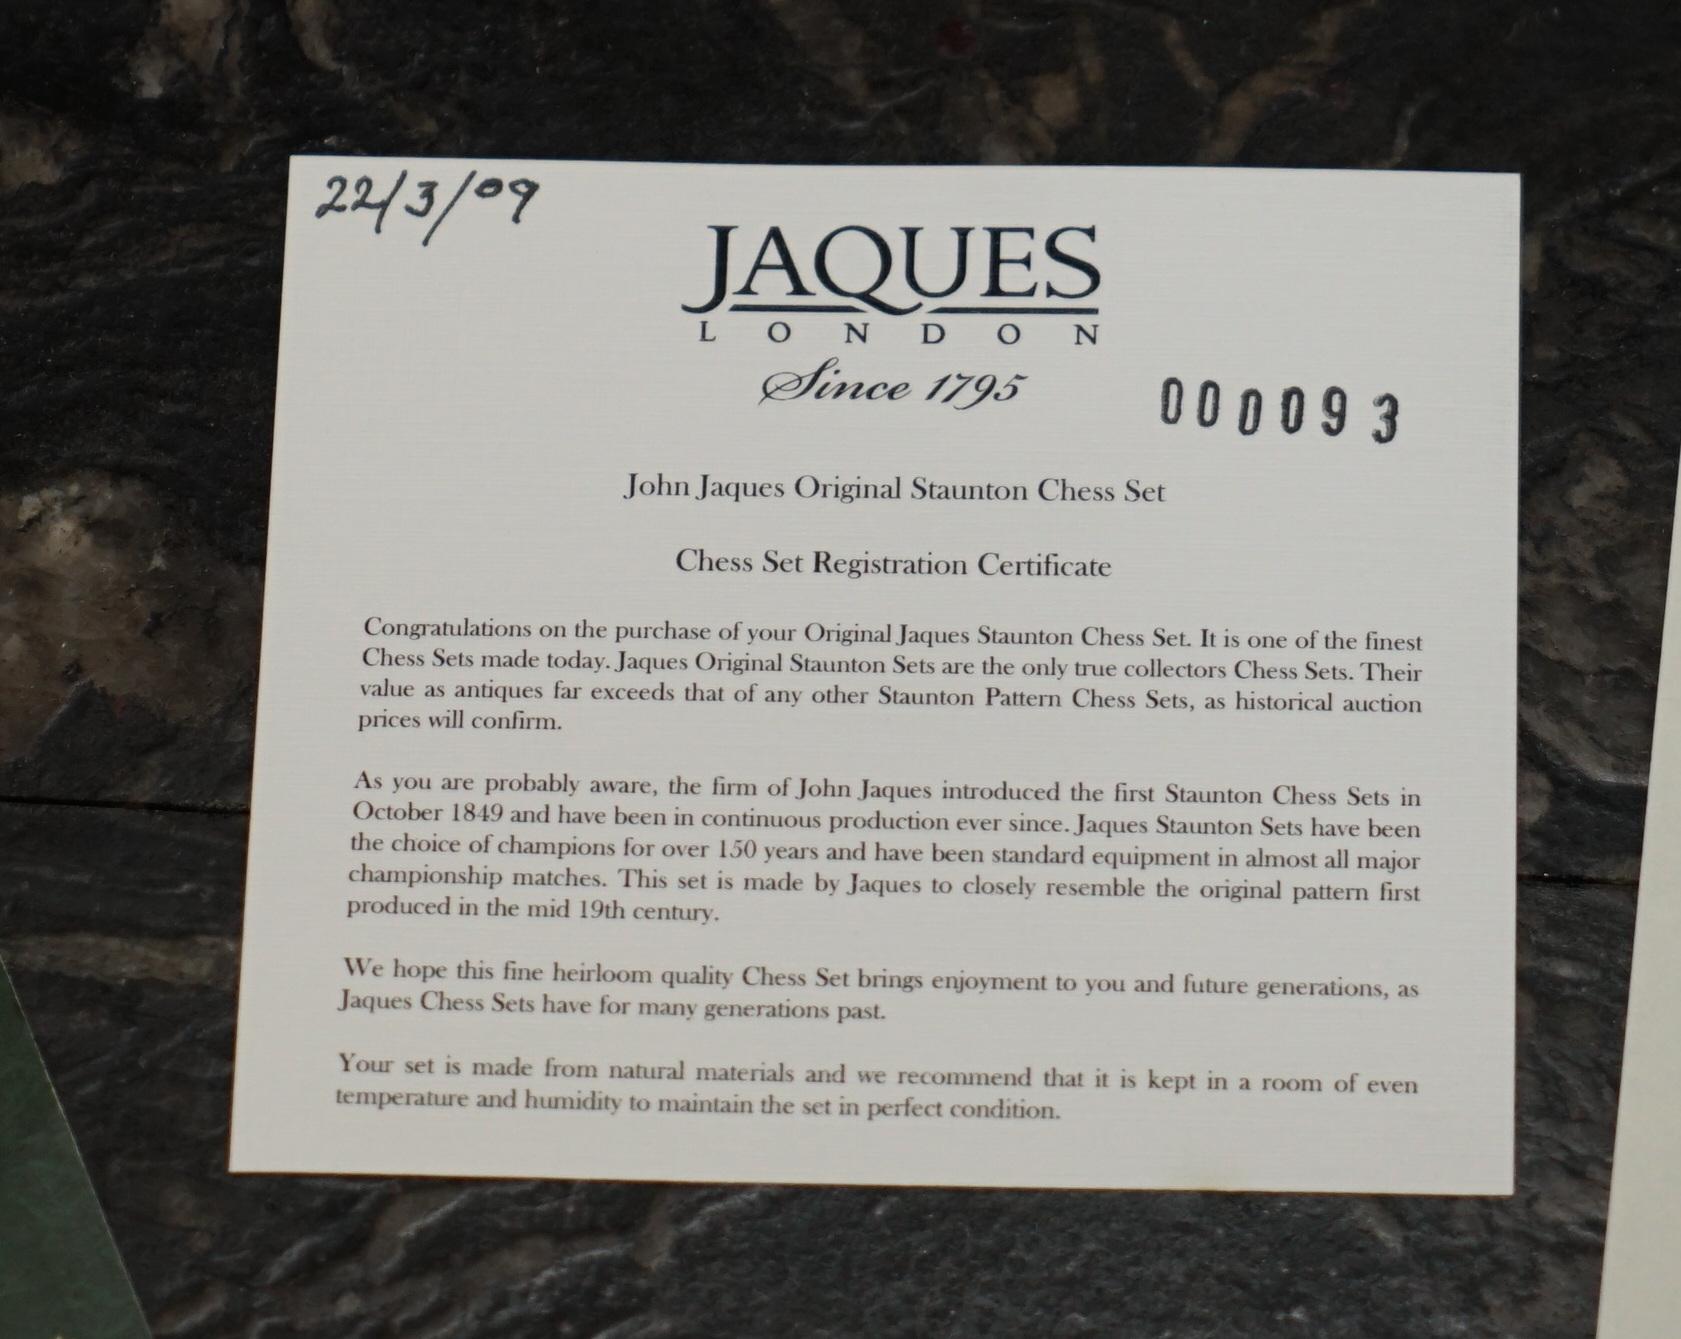 22/3/09
JAQUES
LONDON
Since 1795
000093
John Jaques Original Staunton Chess Set
Chess Set Registration Certificate
Congratulations on the purchase of your Original Jaques Staunton Chess Set. It is one of the finest
Chess Sets made today. Jaques Original Staunton Sets are the only true collectors Chess Sets. Their
value as antiques far exceeds that of any other Staunton Pattern Chess Sets, as historical auction
prices will confirm.
As you are probably aware, the firm of John Jaques introduced the first Staunton Chess Sets in
October 1849 and have been in continuous production ever since. Jaques Staunton Sets have been
the choice of champions for over 150 years and have been standard equipment in almost all major
championship matches. This set is made by Jaques to closely resemble the original pattern first
produced in the mid 19th century.
We hope this fine heirloom quality Chess Set brings enjoyment to you and future generations, as
Jaques Chess Sets have for many generations past.
Your set is made from natural materials and we recommend that it is kept in a room of even
temperature and humidity to maintain the set in perfect condition.